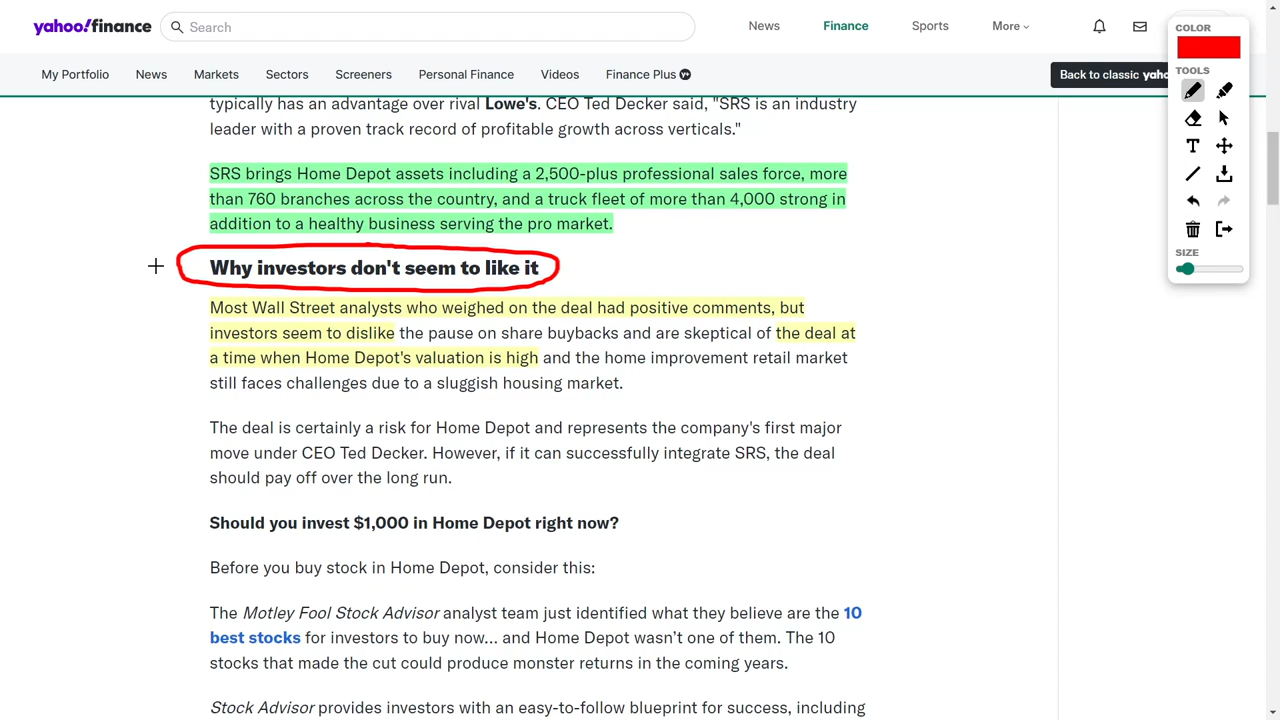 yahoo!finance
Search
News
Finance
Sports
More
COLOR
My Portfolio
News
Markets
Sectors
Screeners
Personal Finance
Videos
Finance Plus
Back to classic yaho
TOOLS
T
SIZE
typically has an advantage over rival Lowe's. CEO Ted Decker said, "SRS is an industry
leader with a proven track record of profitable growth across verticals."
SRS brings Home Depot assets including a 2,500-plus professional sales force, more
than 760 branches across the country, and a truck fleet of more than 4,000 strong in
addition to a healthy business serving the pro market.
Why investors don't seem to like it
Most Wall Street analysts who weighed on the deal had positive comments, but
investors seem to dislike the pause on share buybacks and are skeptical of the deal at
a time when Home Depot's valuation is high and the home improvement retail market
still faces challenges due to a sluggish housing market.
The deal is certainly a risk for Home Depot and represents the company's first major
move under CEO Ted Decker. However, if it can successfully integrate SRS, the deal
should pay off over the long run.
Should you invest $1,000 in Home Depot right now?
Before you buy stock in Home Depot, consider this:
The Motley Fool Stock Advisor analyst team just identified what they believe are the 10
best stocks for investors to buy now... and Home Depot wasn't one of them. The 10
stocks that made the cut could produce monster returns in the coming years.
Stock Advisor provides investors with an easy-to-follow blueprint for success, including